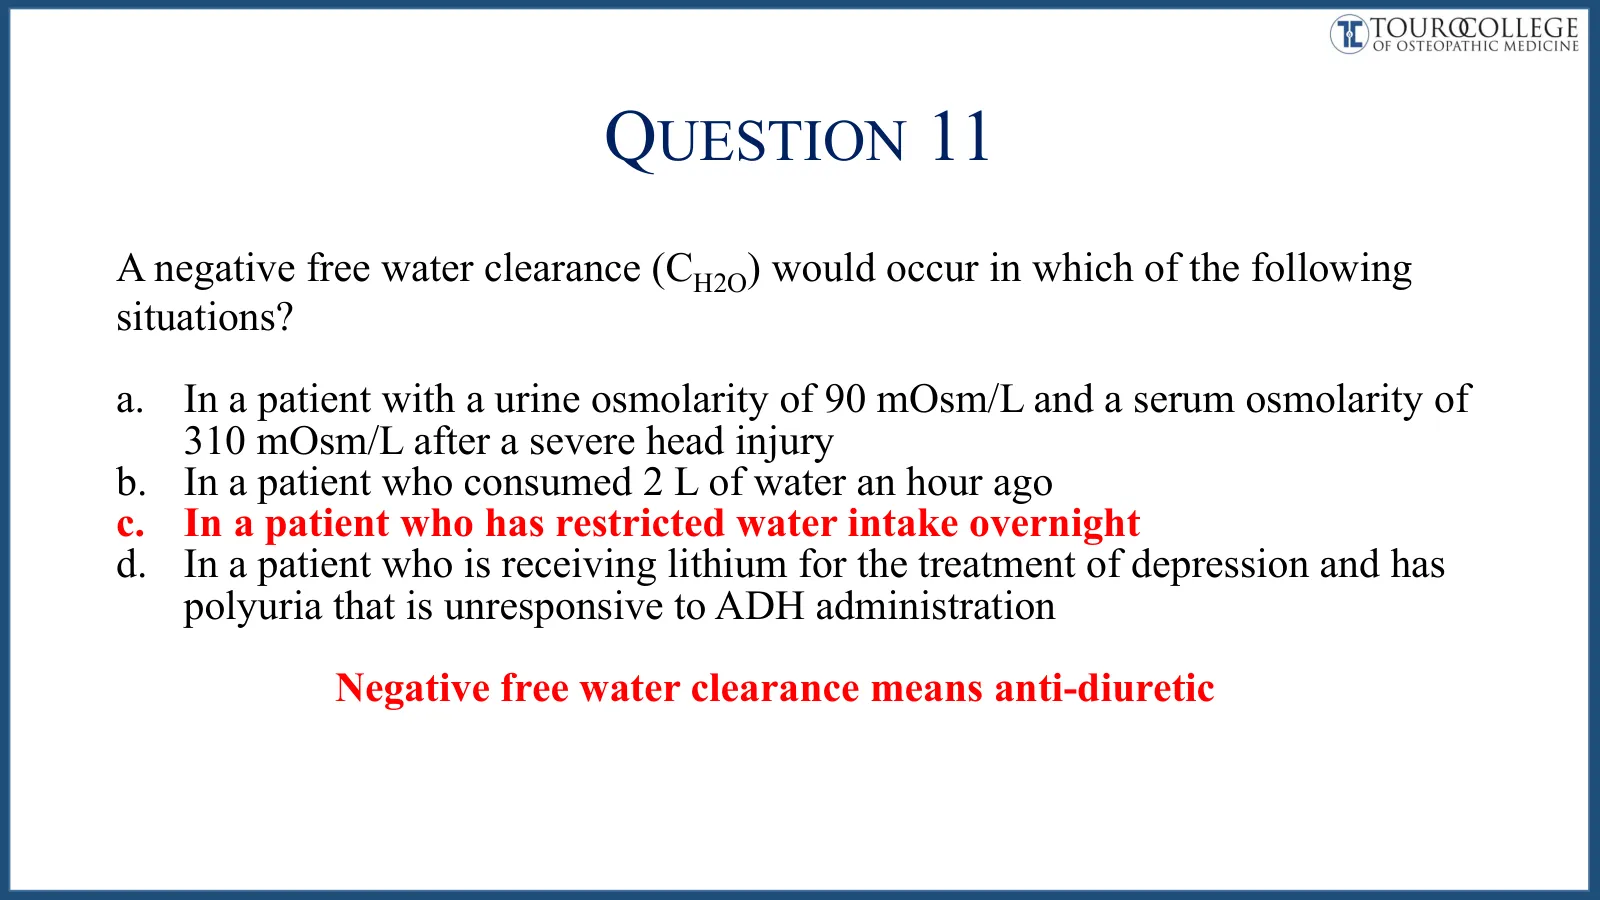 TOUROCOLLEGE
OF OSTEOPATHIC MEDICINE
QUESTION 11
A negative free water clearance (CH2O) would occur in which of the following
situations?
a. In a patient with a urine osmolarity of 90 mOsm/L and a serum osmolarity of
310 mOsm/L after a severe head injury
b. In a patient who consumed 2 L of water an hour ago
c. In a patient who has restricted water intake overnight
d. In a patient who is receiving lithium for the treatment of depression and has
polyuria that is unresponsive to ADH administration
Negative free water clearance means anti-diuretic